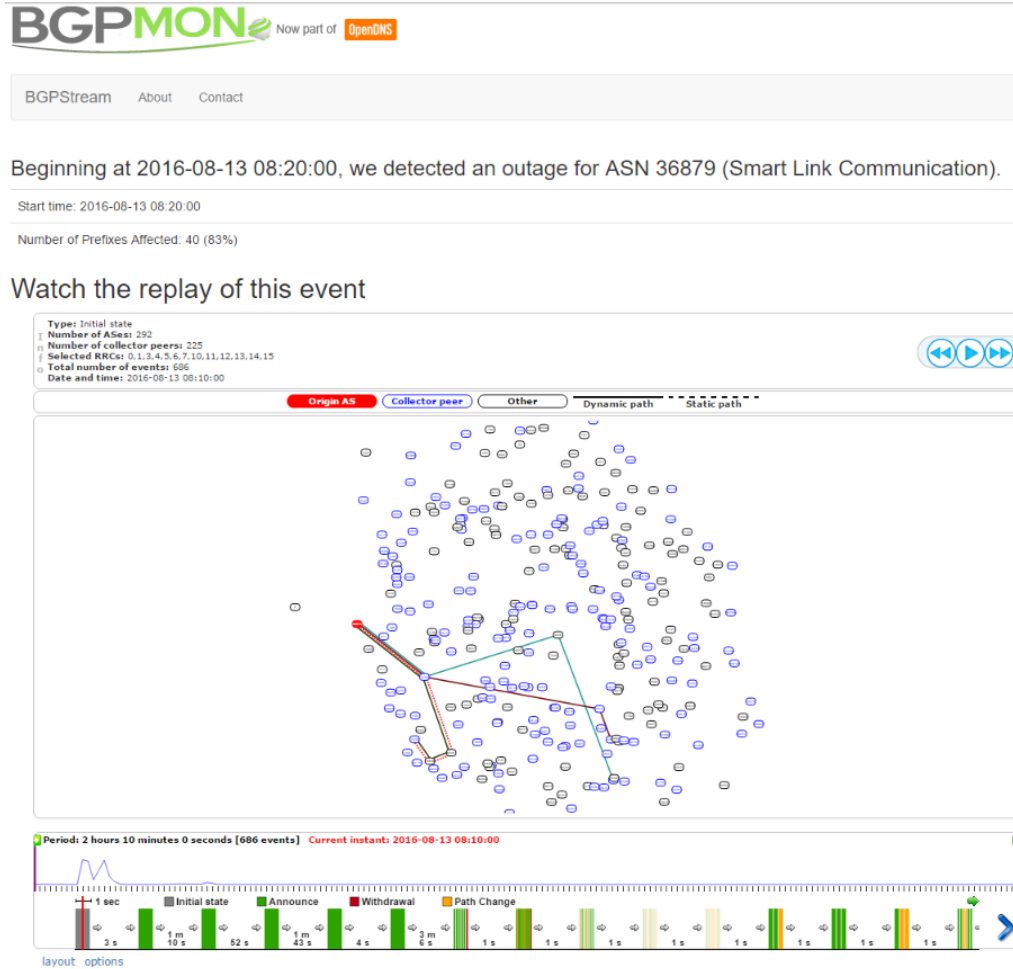 BGPMON Now part of OpenDNS
BGPStream About Contact
Beginning at 2016-08-13 08:20:00, we detected an outage for ASN 36879 (Smart Link Communication).
Start time: 2016-08-13 08:20:00
Number of Prefixes Affected: 40 (83%)
Watch the replay of this event
Info
Type: Initial state
Number of ASes: 292
Number of collector peers: 225
Selected RRCs: 0,1,3,4,5,6,7,10,11,12,13,14,15
Total number of events: 686
Date and time: 2016-08-13 08:10:00
Origin AS Collector peer Other Dynamic path Static path
Period: 2 hours 10 minutes 0 seconds [686 events] Current instant: 2016-08-13 08:10:00
1 sec Initial state Announce Withdrawal Path Change
3 s 1 m 10 s 52 s 1 m 43 s 4 s 3 m 6 s 1 s 1 s 1 s 1 s 1 s 1 s 1 s 1 s
layout options